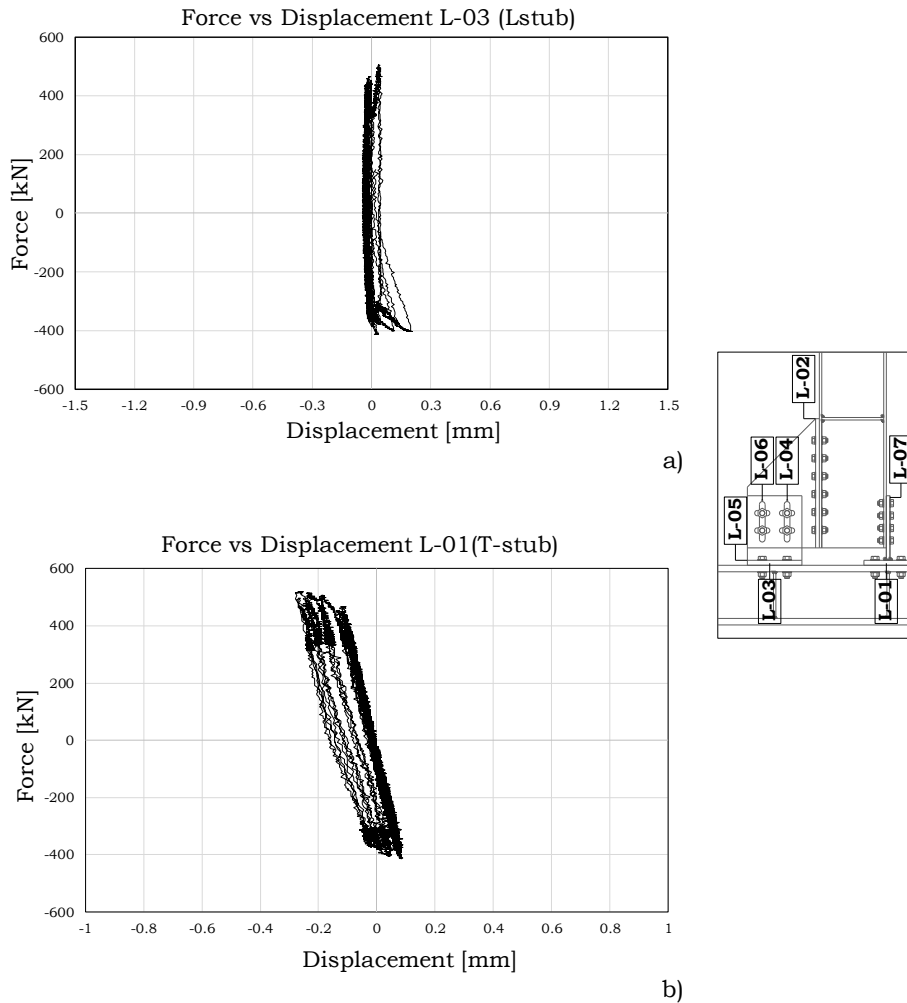 Force vs Displacement L-03 (Lstub)
600
400
200
0
-200
-400
-600
Force [kN]
-1.5 -1.2 -0.9 -0.6 -0.3 0 0.3 0.6 0.9 1.2 1.5
Displacement [mm]
a)
L-02
L-06
L-04
L-07
L-05
L-03
L-01
Force vs Displacement L-01(T-stub)
600
400
200
0
-200
-400
-600
Force [kN]
-1 -0.8 -0.6 -0.4 -0.2 0 0.2 0.4 0.6 0.8 1
Displacement [mm]
b)